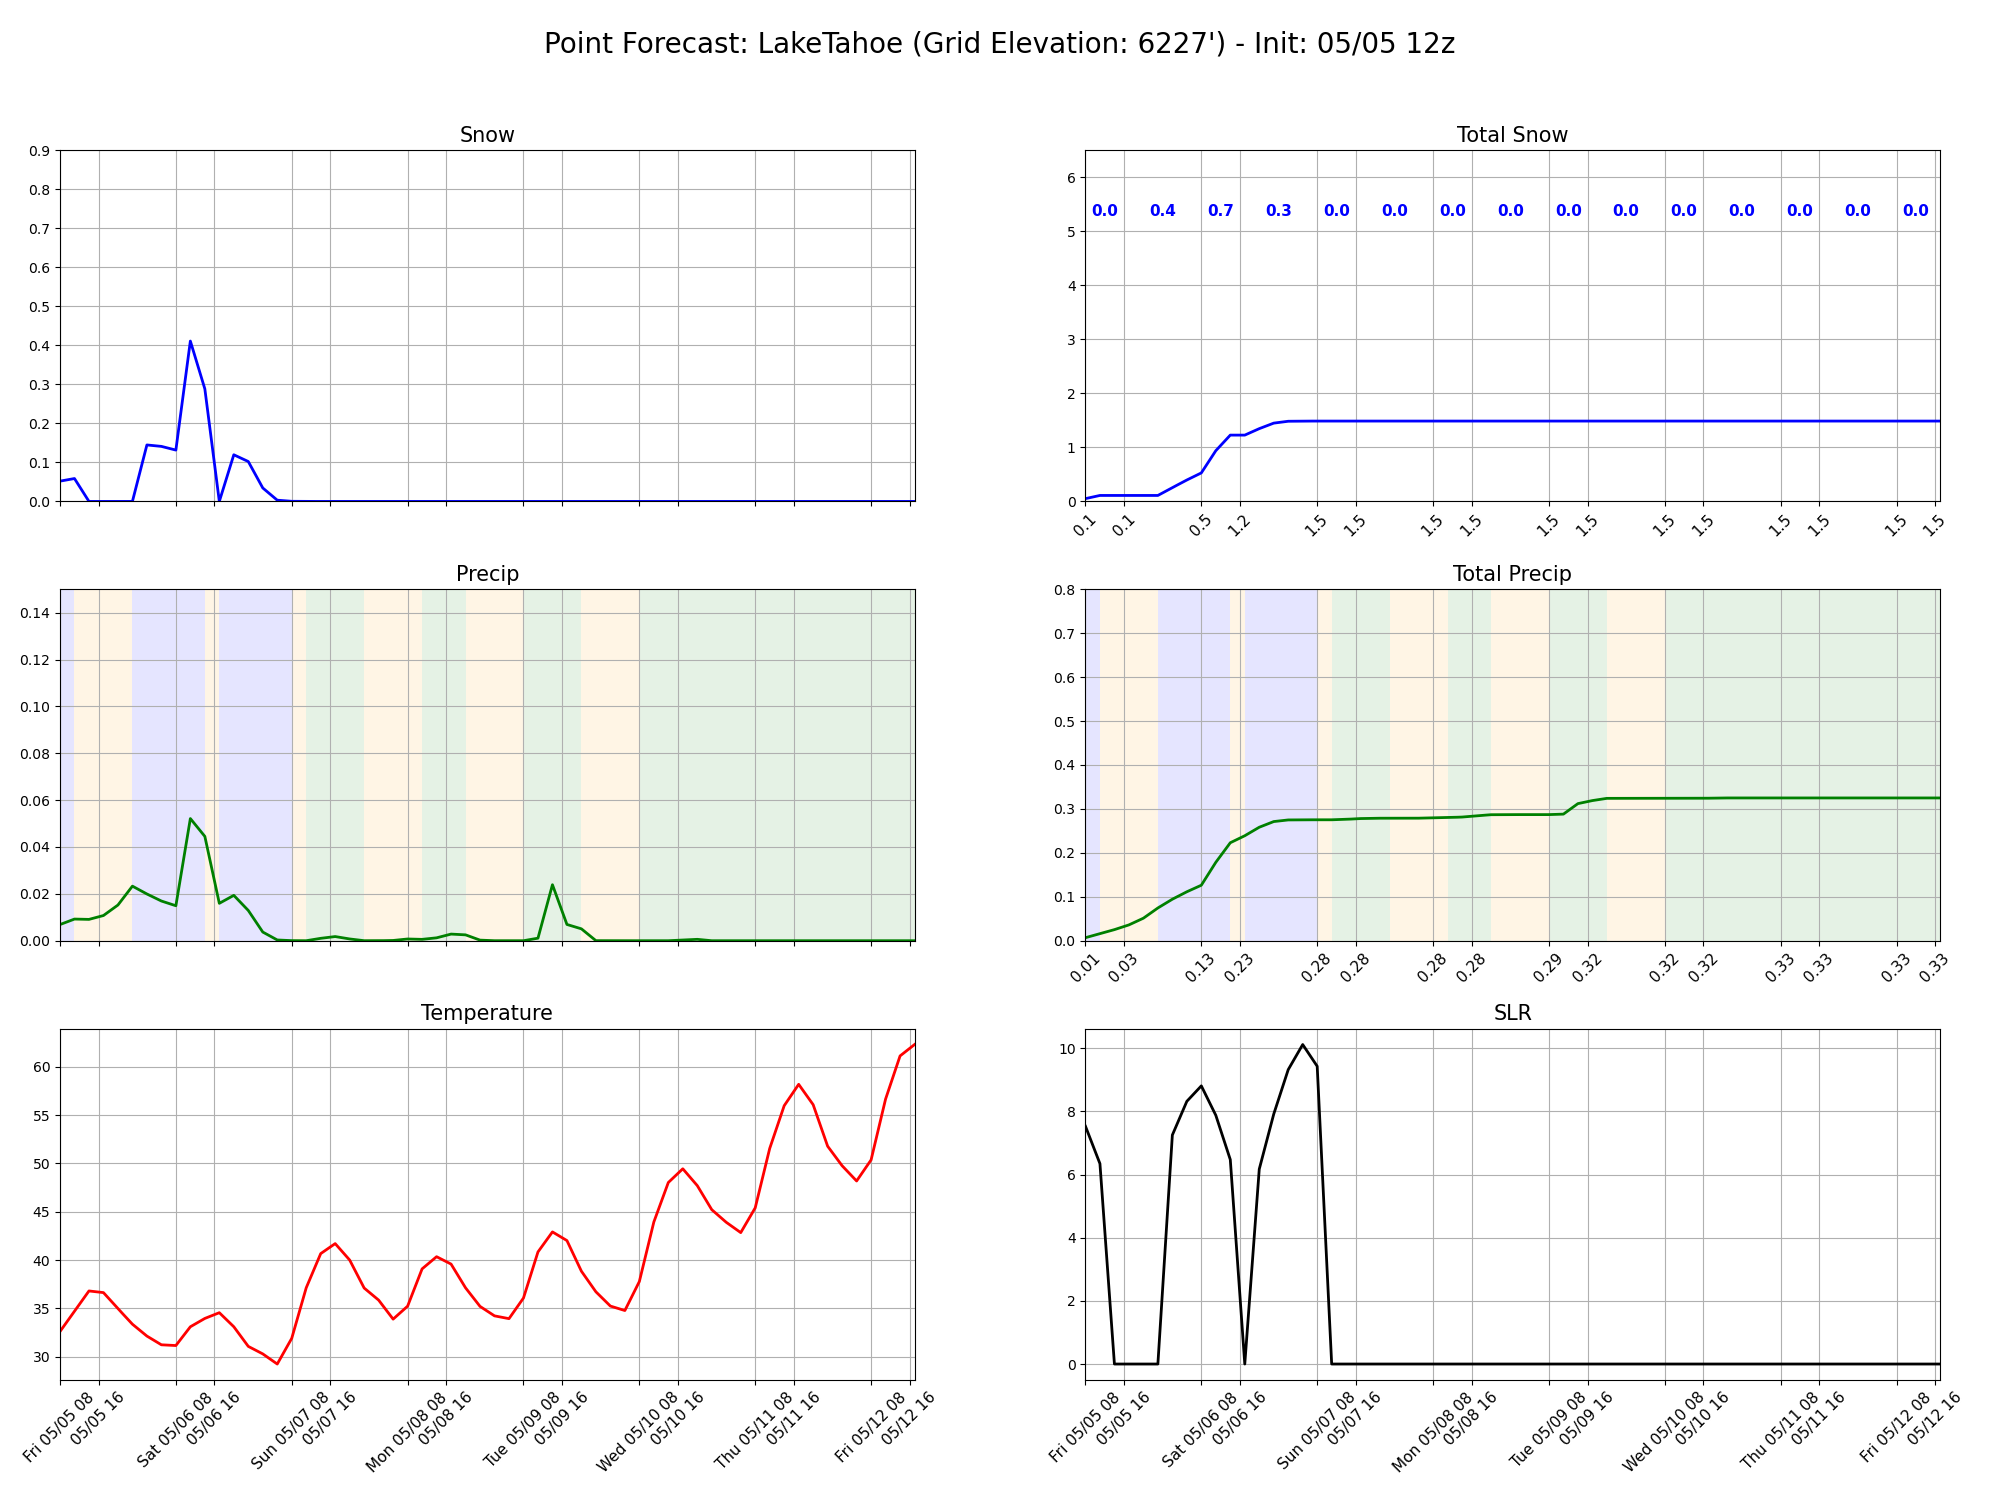 Point Forecast: LakeTahoe (Grid Elevation: 6227') - Init: 05/05 12z
Snow
0.9
0.8
0.7
0.6
0.5
0.4
0.3
0.2
0.1
0.0
Total Snow
6
5
4
3
2
1
0
0.0 0.4 0.7 0.3 0.0 0.0 0.0 0.0 0.0 0.0 0.0 0.0 0.0 0.0 0.0
0.1 0.1 0.5 1.2 1.5 1.5 1.5 1.5 1.5 1.5 1.5 1.5 1.5 1.5 1.5 1.5
Precip
0.14
0.12
0.10
0.08
0.06
0.04
0.02
0.00
Total Precip
0.8
0.7
0.6
0.5
0.4
0.3
0.2
0.1
0.0
0.01 0.03 0.13 0.23 0.28 0.28 0.28 0.28 0.29 0.32 0.32 0.32 0.33 0.33 0.33 0.33
Temperature
60
55
50
45
40
35
30
Fri 05/05 08
05/05 16
Sat 05/06 08
05/06 16
Sun 05/07 08
05/07 16
Mon 05/08 08
05/08 16
Tue 05/09 08
05/09 16
Wed 05/10 08
05/10 16
Thu 05/11 08
05/11 16
Fri 05/12 08
05/12 16
SLR
10
8
6
4
2
0
Fri 05/05 08
05/05 16
Sat 05/06 08
05/06 16
Sun 05/07 08
05/07 16
Mon 05/08 08
05/08 16
Tue 05/09 08
05/09 16
Wed 05/10 08
05/10 16
Thu 05/11 08
05/11 16
Fri 05/12 08
05/12 16